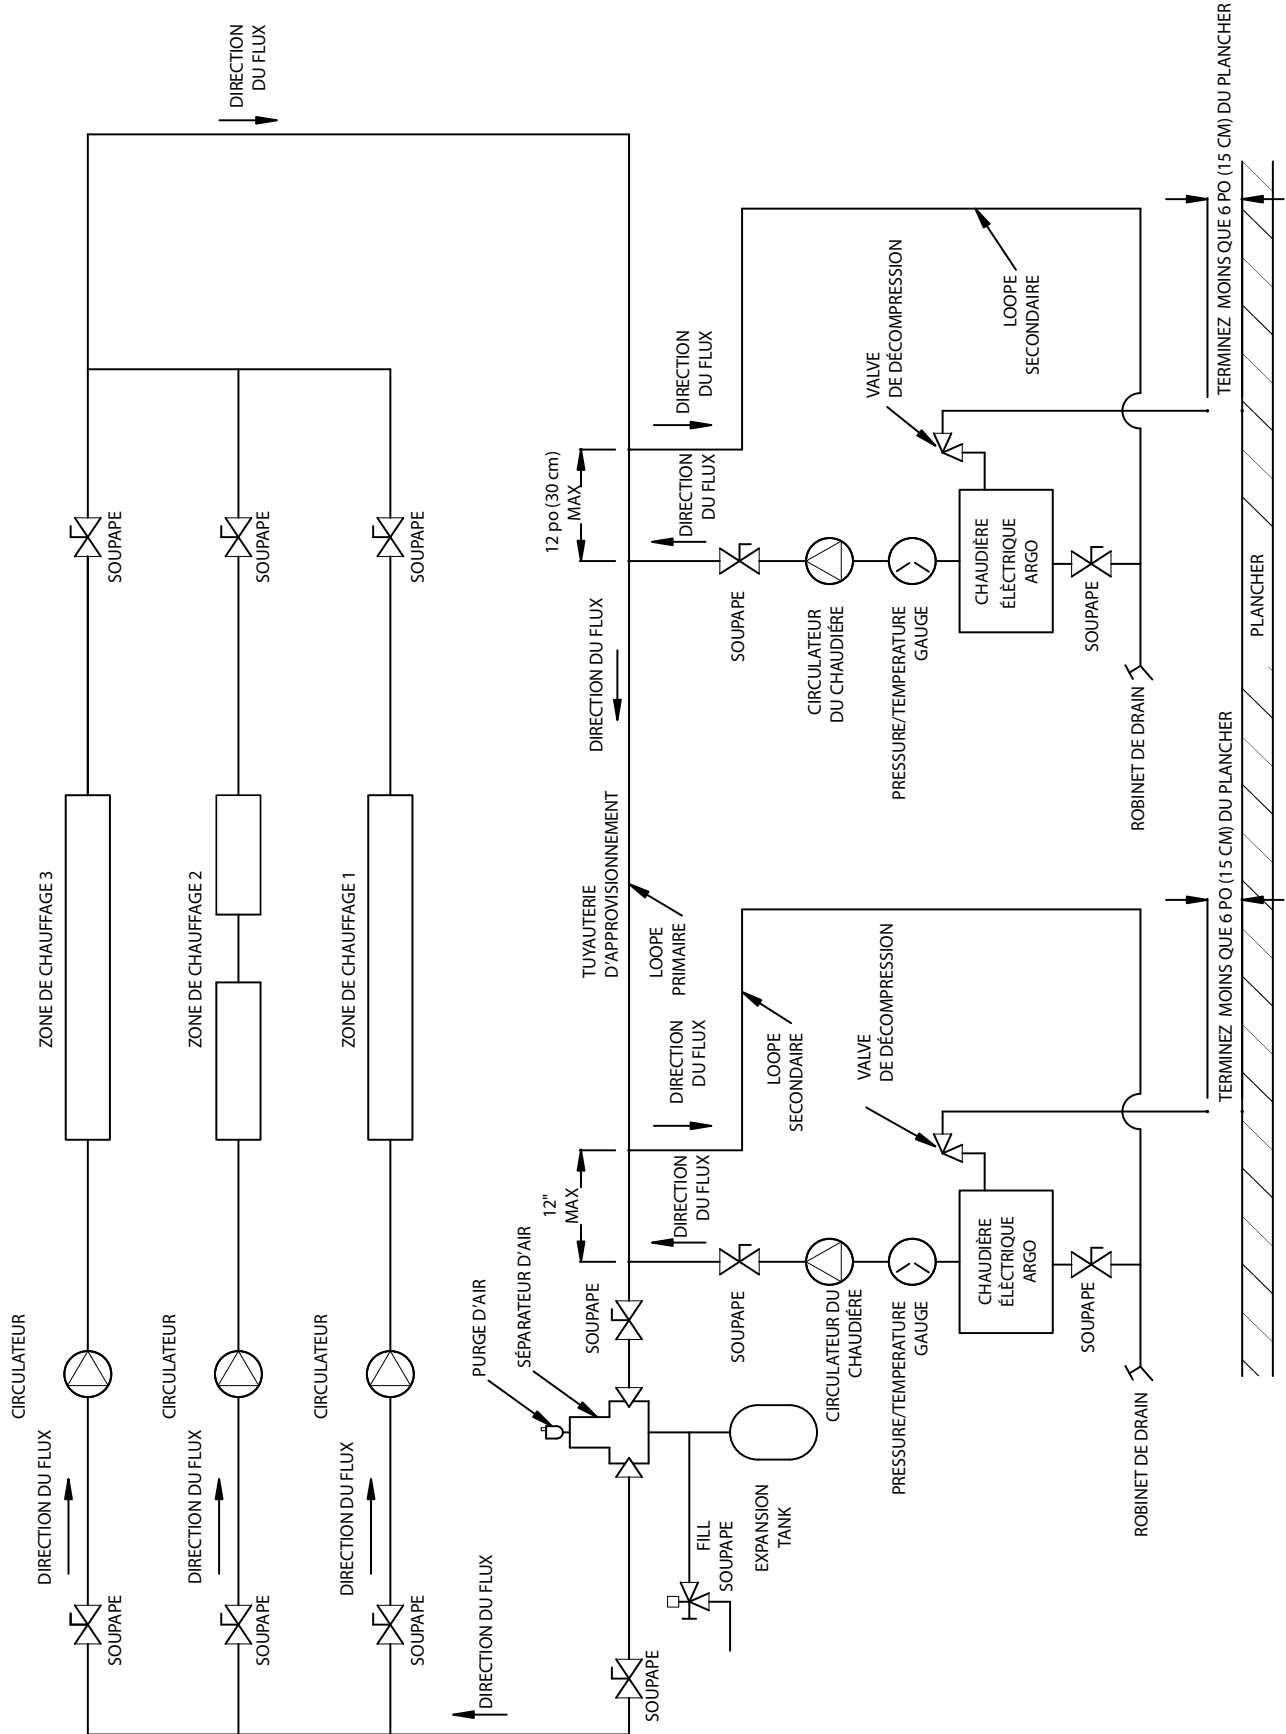 DIRECTION
DU FLUX
ZONE DE CHAUFFAGE 3
SOUPAPE
CIRCULATEUR
DIRECTION DU FLUX
SOUPAPE
ZONE DE CHAUFFAGE 2
SOUPAPE
CIRCULATEUR
DIRECTION DU FLUX
SOUPAPE
ZONE DE CHAUFFAGE 1
SOUPAPE
CIRCULATEUR
DIRECTION DU FLUX
SOUPAPE
DIRECTION DU FLUX
SOUPAPE
PURGE D'AIR
SÉPARATEUR D'AIR
SOUPAPE
FILL
SOUPAPE
EXPANSION
TANK
12"
MAX
DIRECTION
DU FLUX
DIRECTION
DU FLUX
TUYAUTERIE
D'APPROVISIONNEMENT
LOOPE
PRIMAIRE
DIRECTION DU FLUX
12 po (30 cm)
MAX
DIRECTION
DU FLUX
DIRECTION
DU FLUX
SOUPAPE
CIRCULATEUR DU
CHAUDIÉRE
PRESSURE/TEMPERATURE
GAUGE
LOOPE
SECONDAIRE
VALVE
DE DÉCOMPRESSION
CHAUDIÈRE
ÉLÈCTRIQUE
ARGO
SOUPAPE
ROBINET DE DRAIN
TERMINEZ MOINS QUE 6 PO (15 CM) DU PLANCHER
SOUPAPE
CIRCULATEUR
DU CHAUDIÉRE
PRESSURE/TEMPERATURE
GAUGE
VALVE
DE DÉCOMPRESSION
LOOPE
SECONDAIRE
CHAUDIÈRE
ÉLÈCTRIQUE
ARGO
SOUPAPE
ROBINET DE DRAIN
TERMINEZ MOINS QUE 6 PO (15 CM) DU PLANCHER
PLANCHER